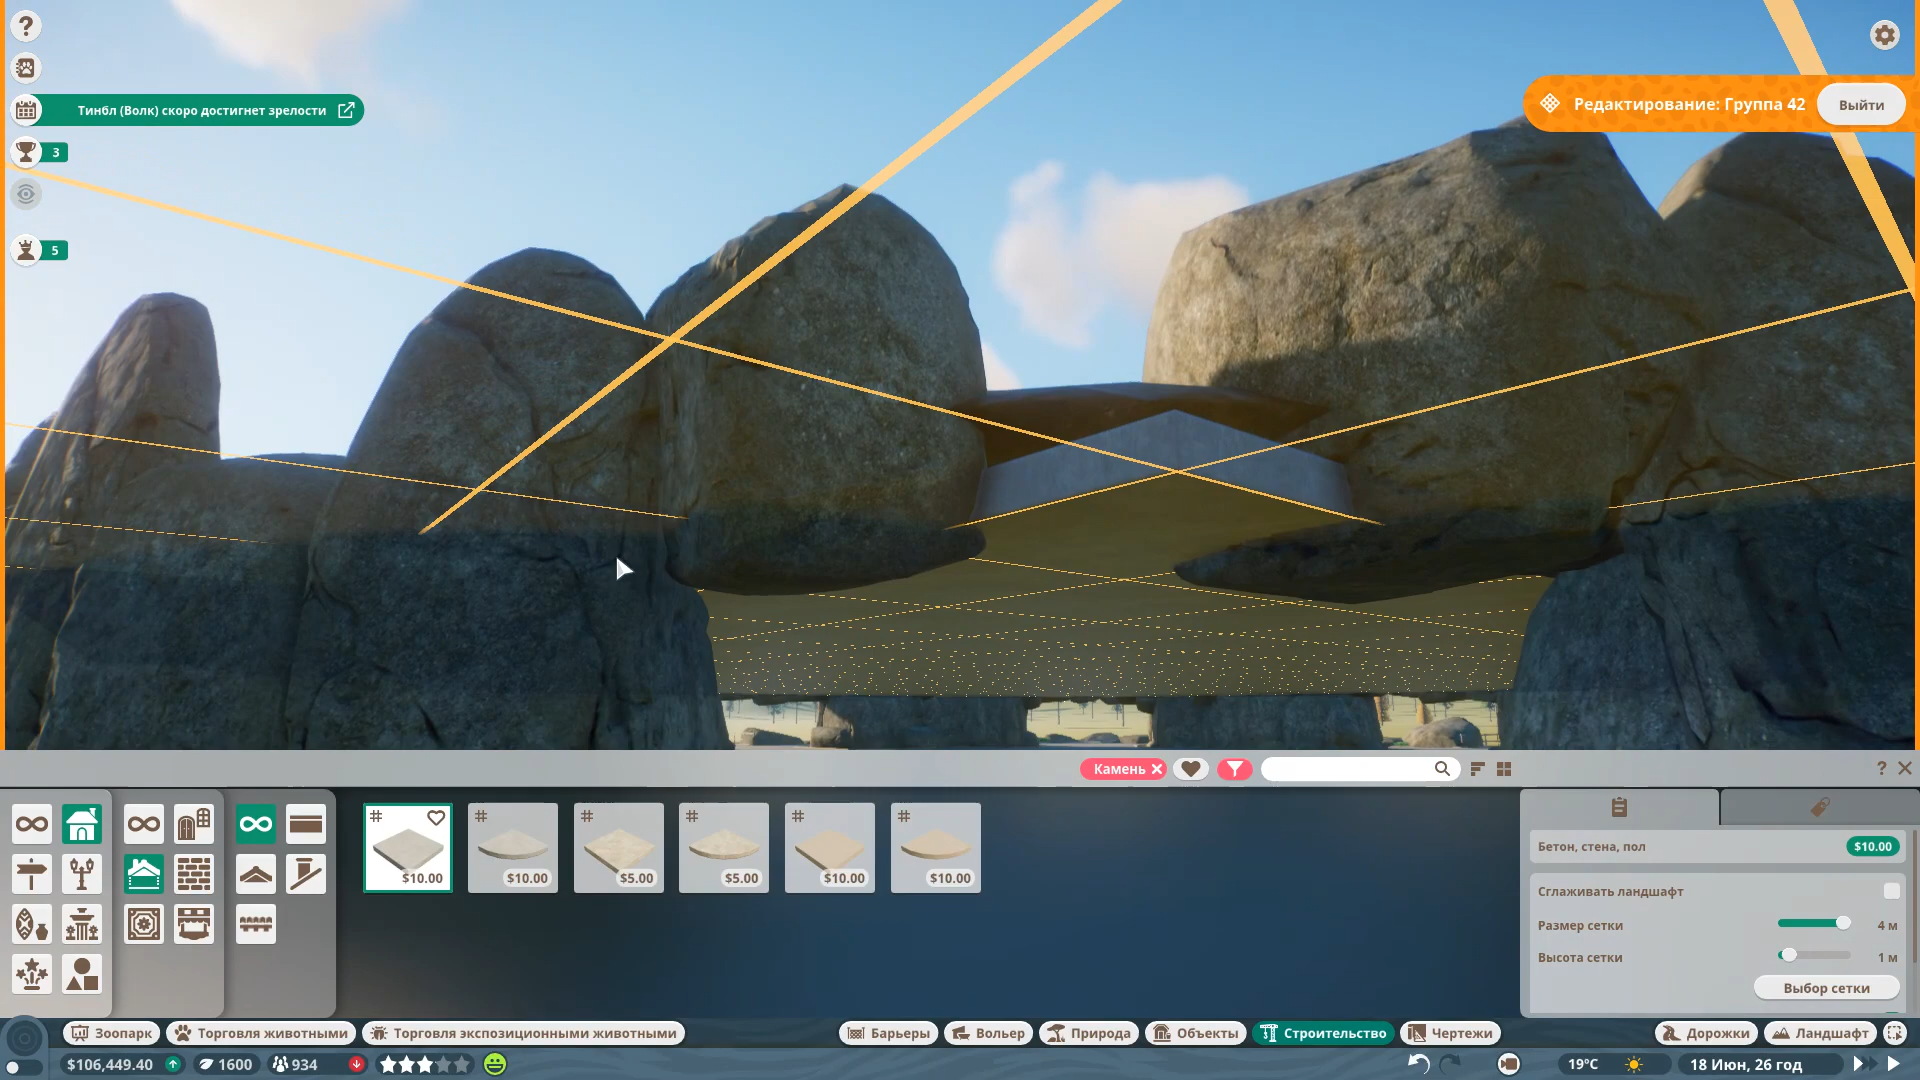 ?
Тинбл (Волк) скоро достигнет зрелости
3
5
Редактирование: Группа 42
Выйти
Камень
?
$10.00
$10.00
$5.00
$5.00
$10.00
$10.00
Бетон, стена, пол
$10.00
Сглаживать ландшафт
Размер сетки
4 м
Высота сетки
1 м
Выбор сетки
Зоопарк
Торговля животными
Торговля экспозиционными животными
Барьеры
Вольер
Природа
Объекты
Строительство
Чертежи
Дорожки
Ландшафт
$106,449.40
1600
934
19°C
18 Июн, 26 год